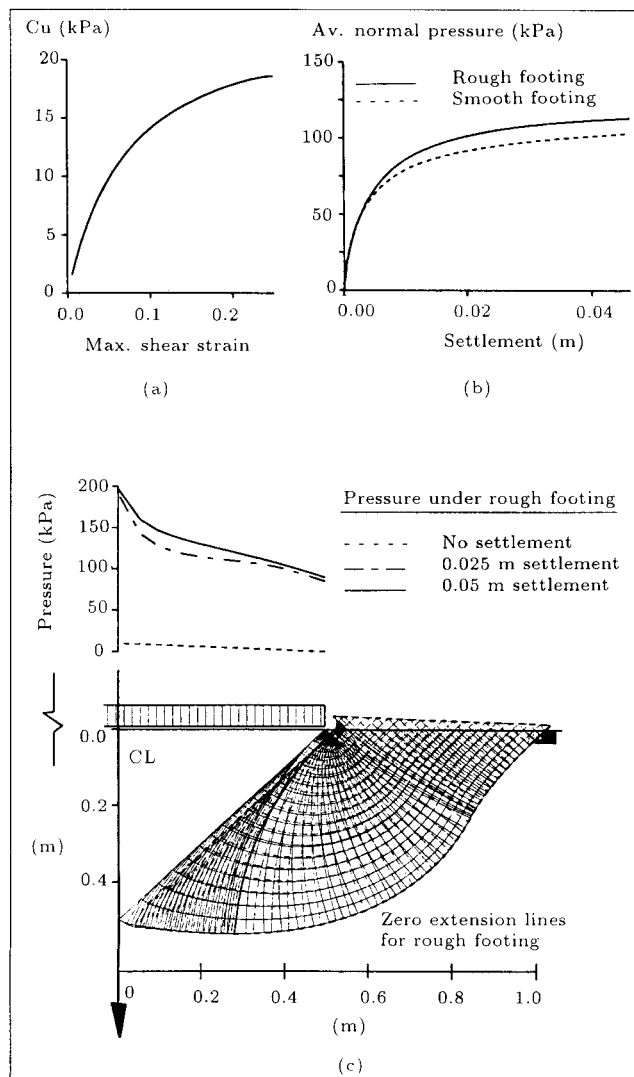 Cu (kPa)
20
15
10
5
0
0.0 0.1 0.2
Max. shear strain
(a)
Av. normal pressure (kPa)
150
100
50
0
Rough footing
Smooth footing
0.00 0.02 0.04
Settlement (m)
(b)
Pressure (kPa)
200
150
100
50
0
Pressure under rough footing
No settlement
0.025 m settlement
0.05 m settlement
0.0
CL
0.2
(m)
0.4
Zero extension lines
for rough footing
0 0.2 0.4 0.6 0.8 1.0
(m)
(c)